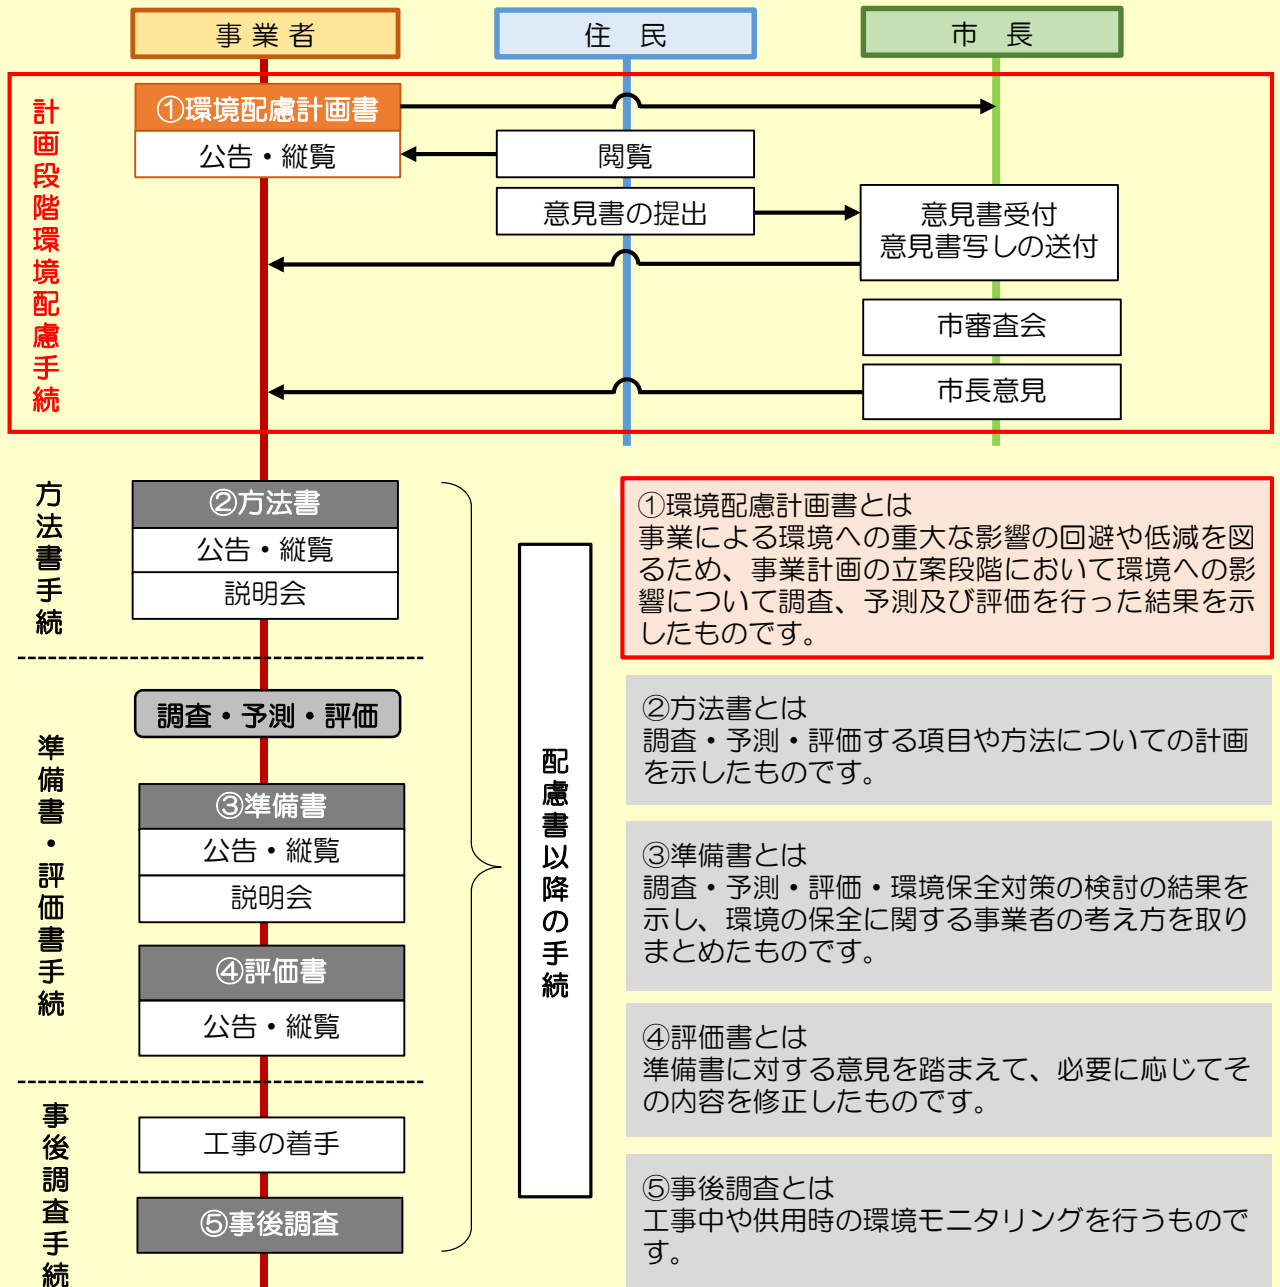 事業者
住民
市長
計画段階環境配慮手続
①環境配慮計画書
公告・縦覧
閲覧
意見書の提出
意見書受付
意見書写しの送付
市審査会
市長意見
方法書手続
②方法書
公告・縦覧
説明会
準備書・評価書手続
調査・予測・評価
③準備書
公告・縦覧
説明会
④評価書
公告・縦覧
事後調査手続
工事の着手
⑤事後調査
配慮書以降の手続
①環境配慮計画書とは
事業による環境への重大な影響の回避や低減を図
るため、事業計画の立案段階において環境への影
響について調査、予測及び評価を行った結果を示
したものです。
②方法書とは
調査・予測・評価する項目や方法についての計画
を示したものです。
③準備書とは
調査・予測・評価・環境保全対策の検討の結果を
示し、環境の保全に関する事業者の考え方を取り
まとめたものです。
④評価書とは
準備書に対する意見を踏まえて、必要に応じてそ
の内容を修正したものです。
⑤事後調査とは
工事中や供用時の環境モニタリングを行うもので
す。